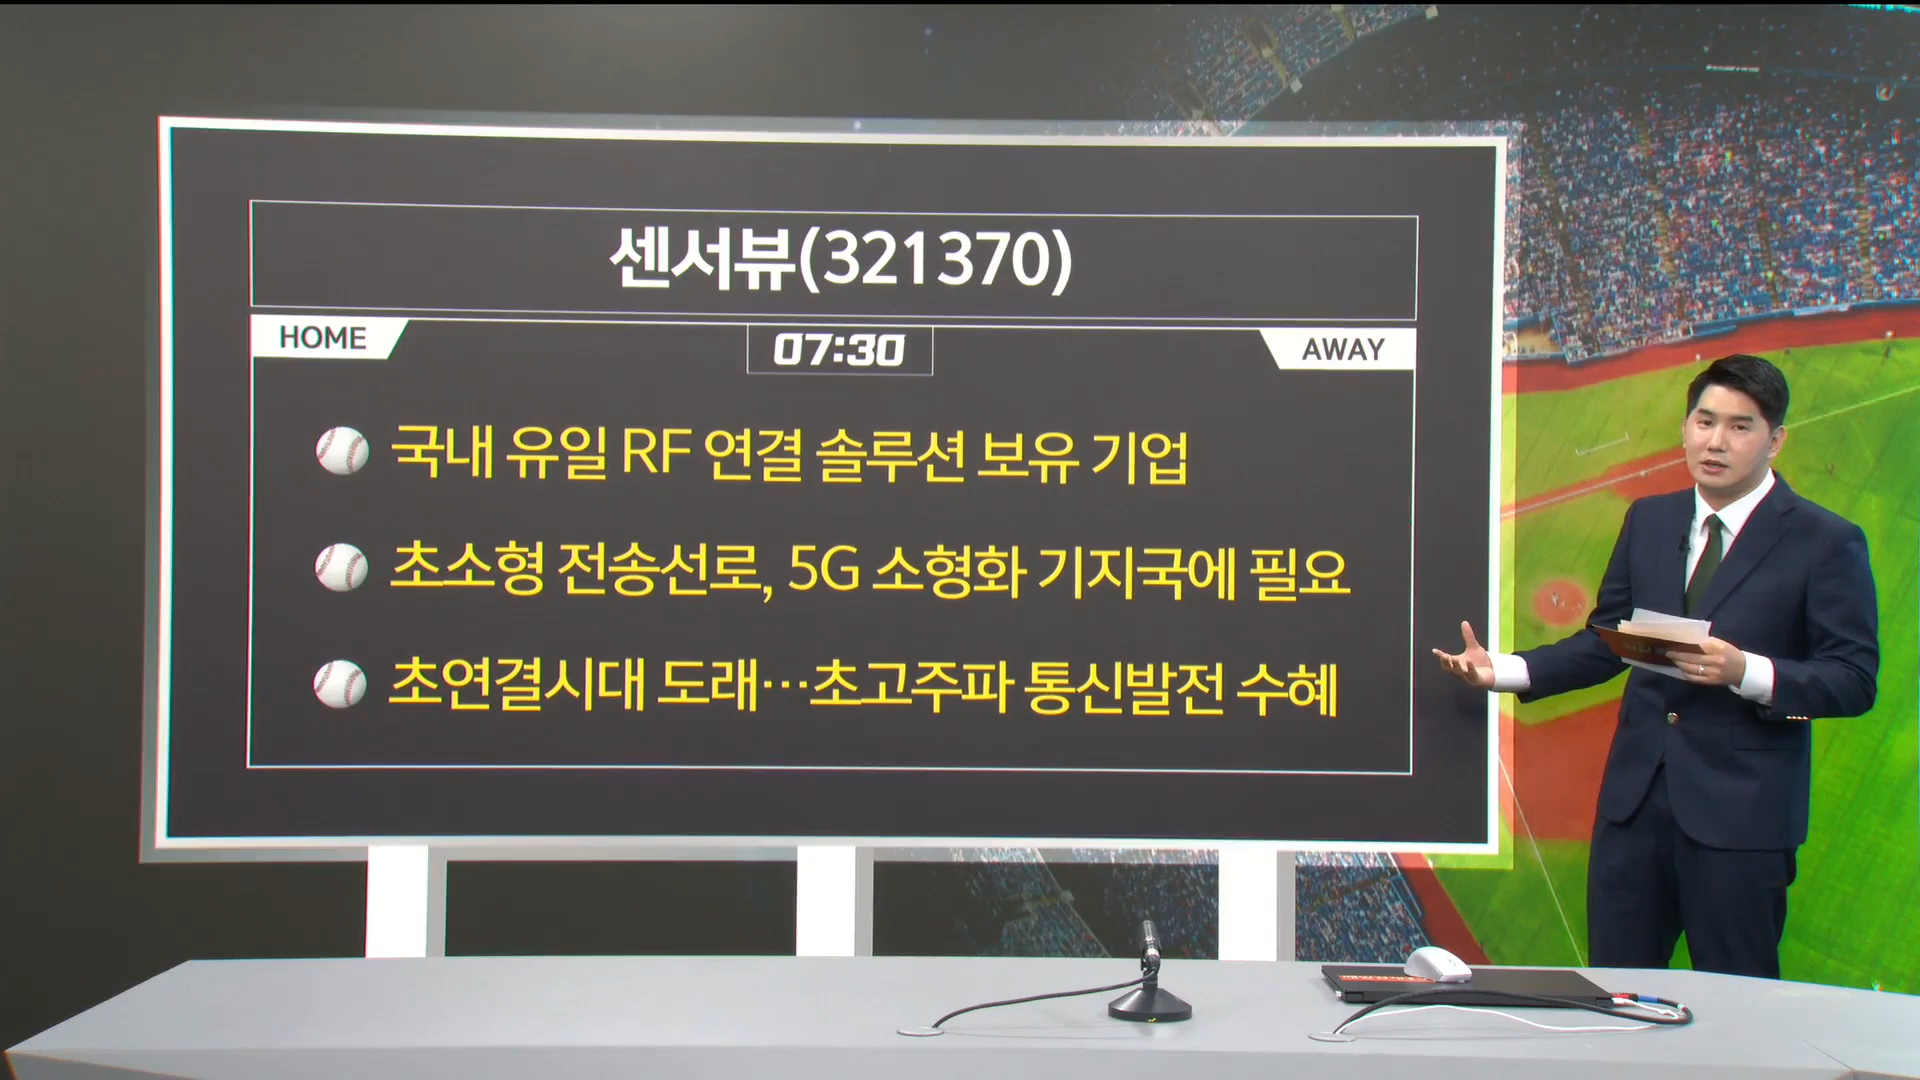 센서뷰(321370)
HOME
07:30
AWAY
국내 유일 RF 연결 솔루션 보유 기업
초소형 전송선로, 5G 소형화 기지국에 필요
초연결시대 도래…초고주파 통신발전 수혜